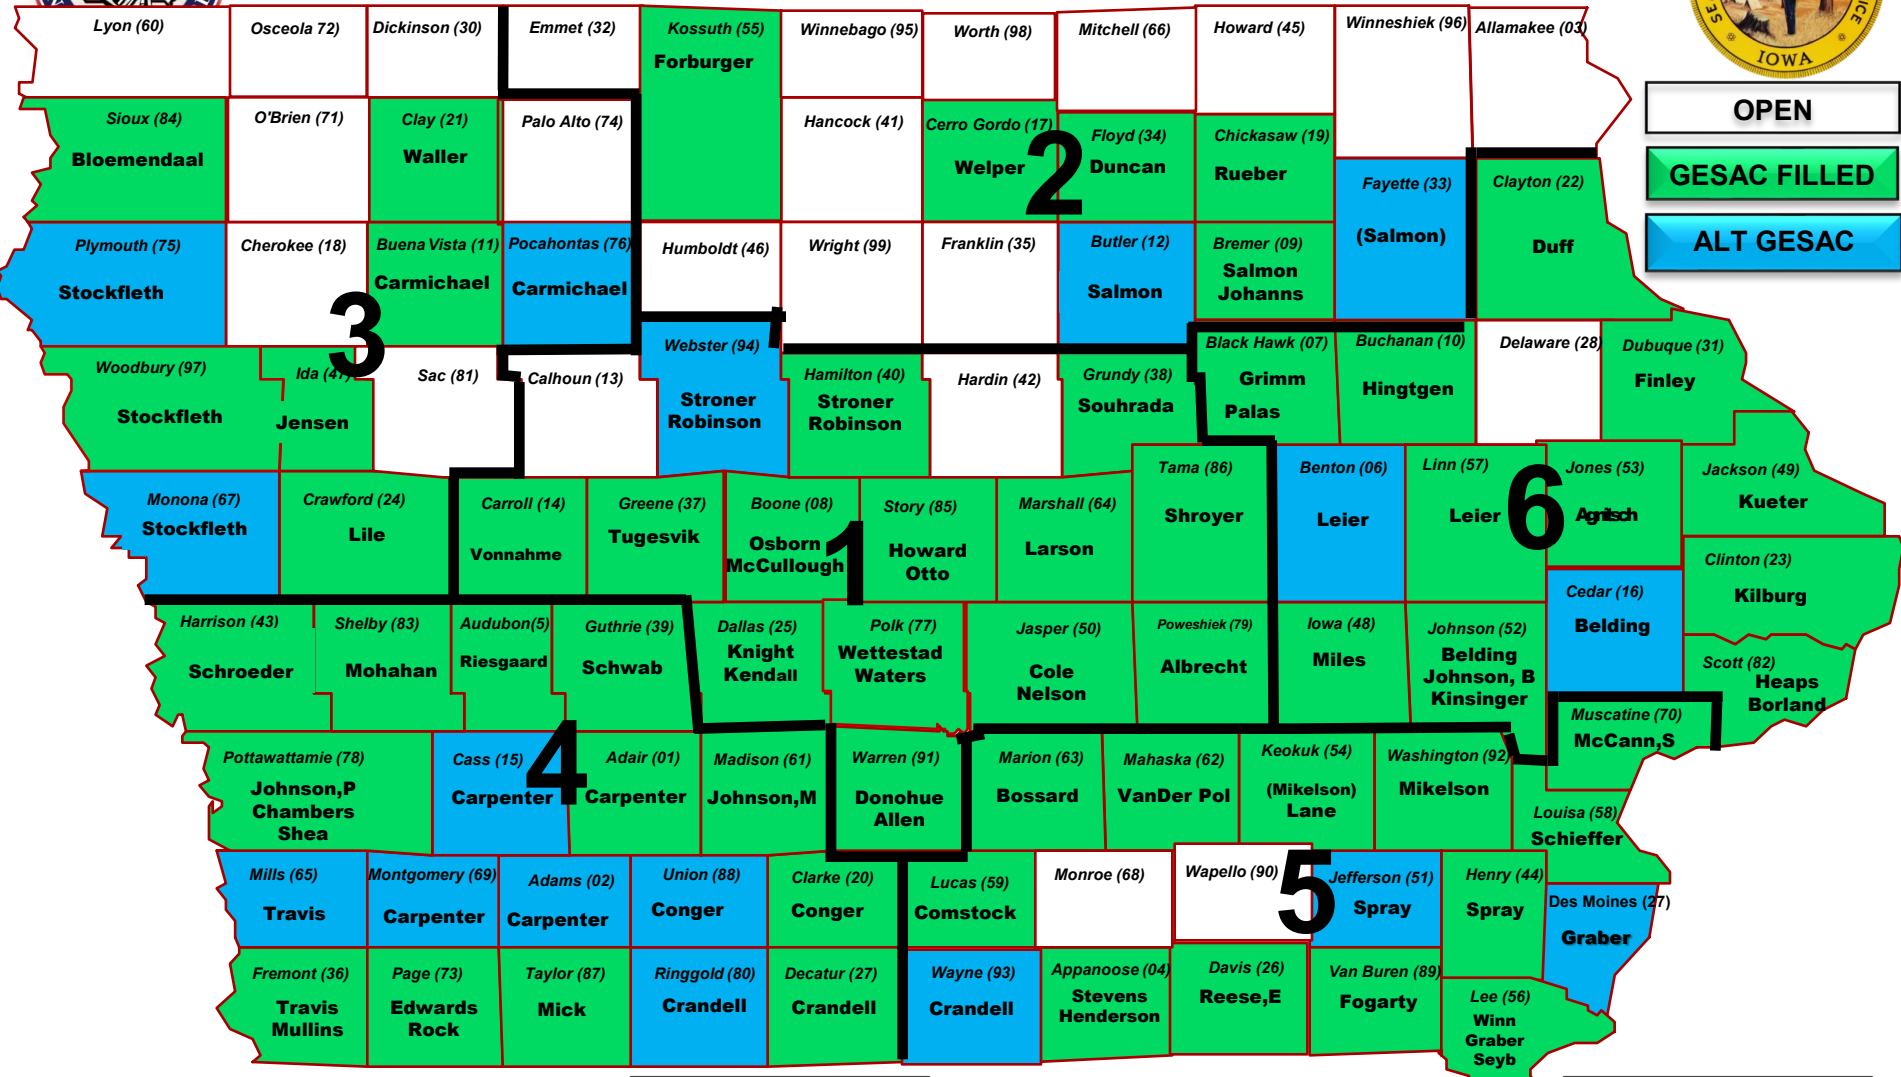 Lyon (60)
Osceola 72)
Dickinson (30)
Emmet (32)
Kossuth (55)
Forburger
Winnebago (95)
Worth (98)
Mitchell (66)
Howard (45)
Winneshiek (96)
Allamakee (03)
IOWA
OPEN
GESAC FILLED
ALT GESAC
Sioux (84)
Bloemendaal
O'Brien (71)
Clay (21)
Waller
Palo Alto (74)
Hancock (41)
Cerro Gordo (17)
Welper
2
Floyd (34)
Duncan
Chickasaw (19)
Rueber
Fayette (33)
(Salmon)
Clayton (22)
Duff
Plymouth (75)
Stockfleth
Cherokee (18)
3
Buena Vista (11)
Carmichael
Pocahontas (76)
Carmichael
Humboldt (46)
Wright (99)
Franklin (35)
Butler (12)
Salmon
Bremer (09)
Salmon
Johanns
Woodbury (97)
Stockfleth
Ida (47)
Jensen
Sac (81)
Calhoun (13)
Webster (94)
Stroner
Robinson
Hamilton (40)
Stroner
Robinson
Hardin (42)
Grundy (38)
Souhrada
Black Hawk (07)
Grimm
Palas
Buchanan (10)
Hingtgen
Delaware (28)
Dubuque (31)
Finley
Monona (67)
Stockfleth
Crawford (24)
Lile
Carroll (14)
Vonnahme
Greene (37)
Tugesvik
Boone (08)
Osborn
McCullough
1
Story (85)
Howard
Otto
Marshall (64)
Larson
Tama (86)
Shroyer
Benton (06)
Leier
Linn (57)
Leier
6
Jones (53)
Jackson (49)
Kueter
Clinton (23)
Kilburg
Cedar (16)
Belding
Harrison (43)
Schroeder
Shelby (83)
Mohahan
Audubon(5)
Riesgaard
Guthrie (39)
Schwab
Dallas (25)
Knight
Kendall
Polk (77)
Wettestad
Waters
Jasper (50)
Cole
Nelson
Poweshiek (79)
Albrecht
Iowa (48)
Miles
Johnson (52)
Belding
Johnson, B
Kinsinger
Scott (82)
Heaps
Borland
Muscatine (70)
McCann,S
Pottawattamie (78)
Johnson,P
Chambers
Shea
Cass (15)
Carpenter
4
Adair (01)
Carpenter
Madison (61)
Johnson,M
Warren (91)
Donohue
Allen
Marion (63)
Bossard
Mahaska (62)
VanDer Pol
Keokuk (54)
(Mikelson)
Lane
Washington (92)
Mikelson
Louisa (58)
Schieffer
Mills (65)
Travis
Montgomery (69)
Carpenter
Adams (02)
Carpenter
Union (88)
Conger
Clarke (20)
Conger
Lucas (59)
Comstock
Monroe (68)
Wapello (90)
5
Jefferson (51)
Spray
Henry (44)
Spray
Des Moines (27)
Graber
Fremont (36)
Travis
Mullins
Page (73)
Edwards
Rock
Taylor (87)
Mick
Ringgold (80)
Crandell
Decatur (27)
Crandell
Wayne (93)
Crandell
Appanoose (04)
Stevens
Henderson
Davis (26)
Reese,E
Van Buren (89)
Fogarty
Lee (56)
Winn
Graber
Seyb